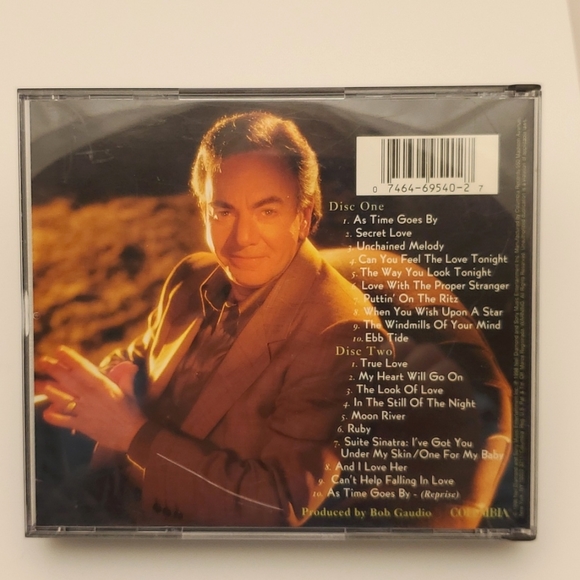 0 7464-69540-2 7
Disc One
1. As Time Goes By
2. Secret Love
3. Unchained Melody
4. Can You Feel The Love Tonight
5. The Way You Look Tonight
6. Love With The Proper Stranger
7. Puttin' On The Ritz
8. When You Wish Upon A Star
9. The Windmills Of Your Mind
10. Ebb Tide
Disc Two
1. True Love
2. My Heart Will Go On
3. The Look Of Love
4. In The Still Of The Night
5. Moon River
6. Ruby
7. Suite Sinatra: I've Got You
Under My Skin/One For My Baby
8. And I Love Her
9. Can't Help Falling In Love
10. As Time Goes By - (Reprise)
Produced by Bob Gaudio COLUMBIA